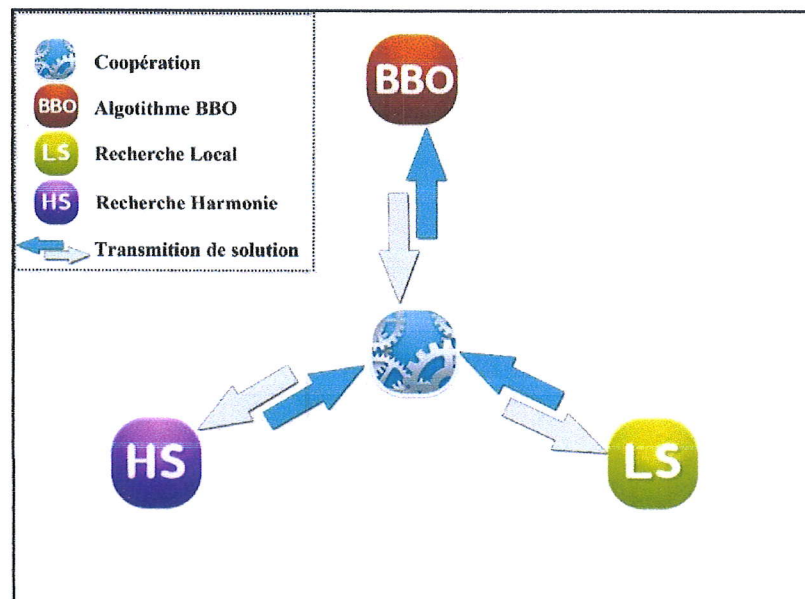 Coopération
BBO Algotithme BBO
LS Recherche Local
HS Recherche Harmonie
Transmition de solution
BBO
HS
LS